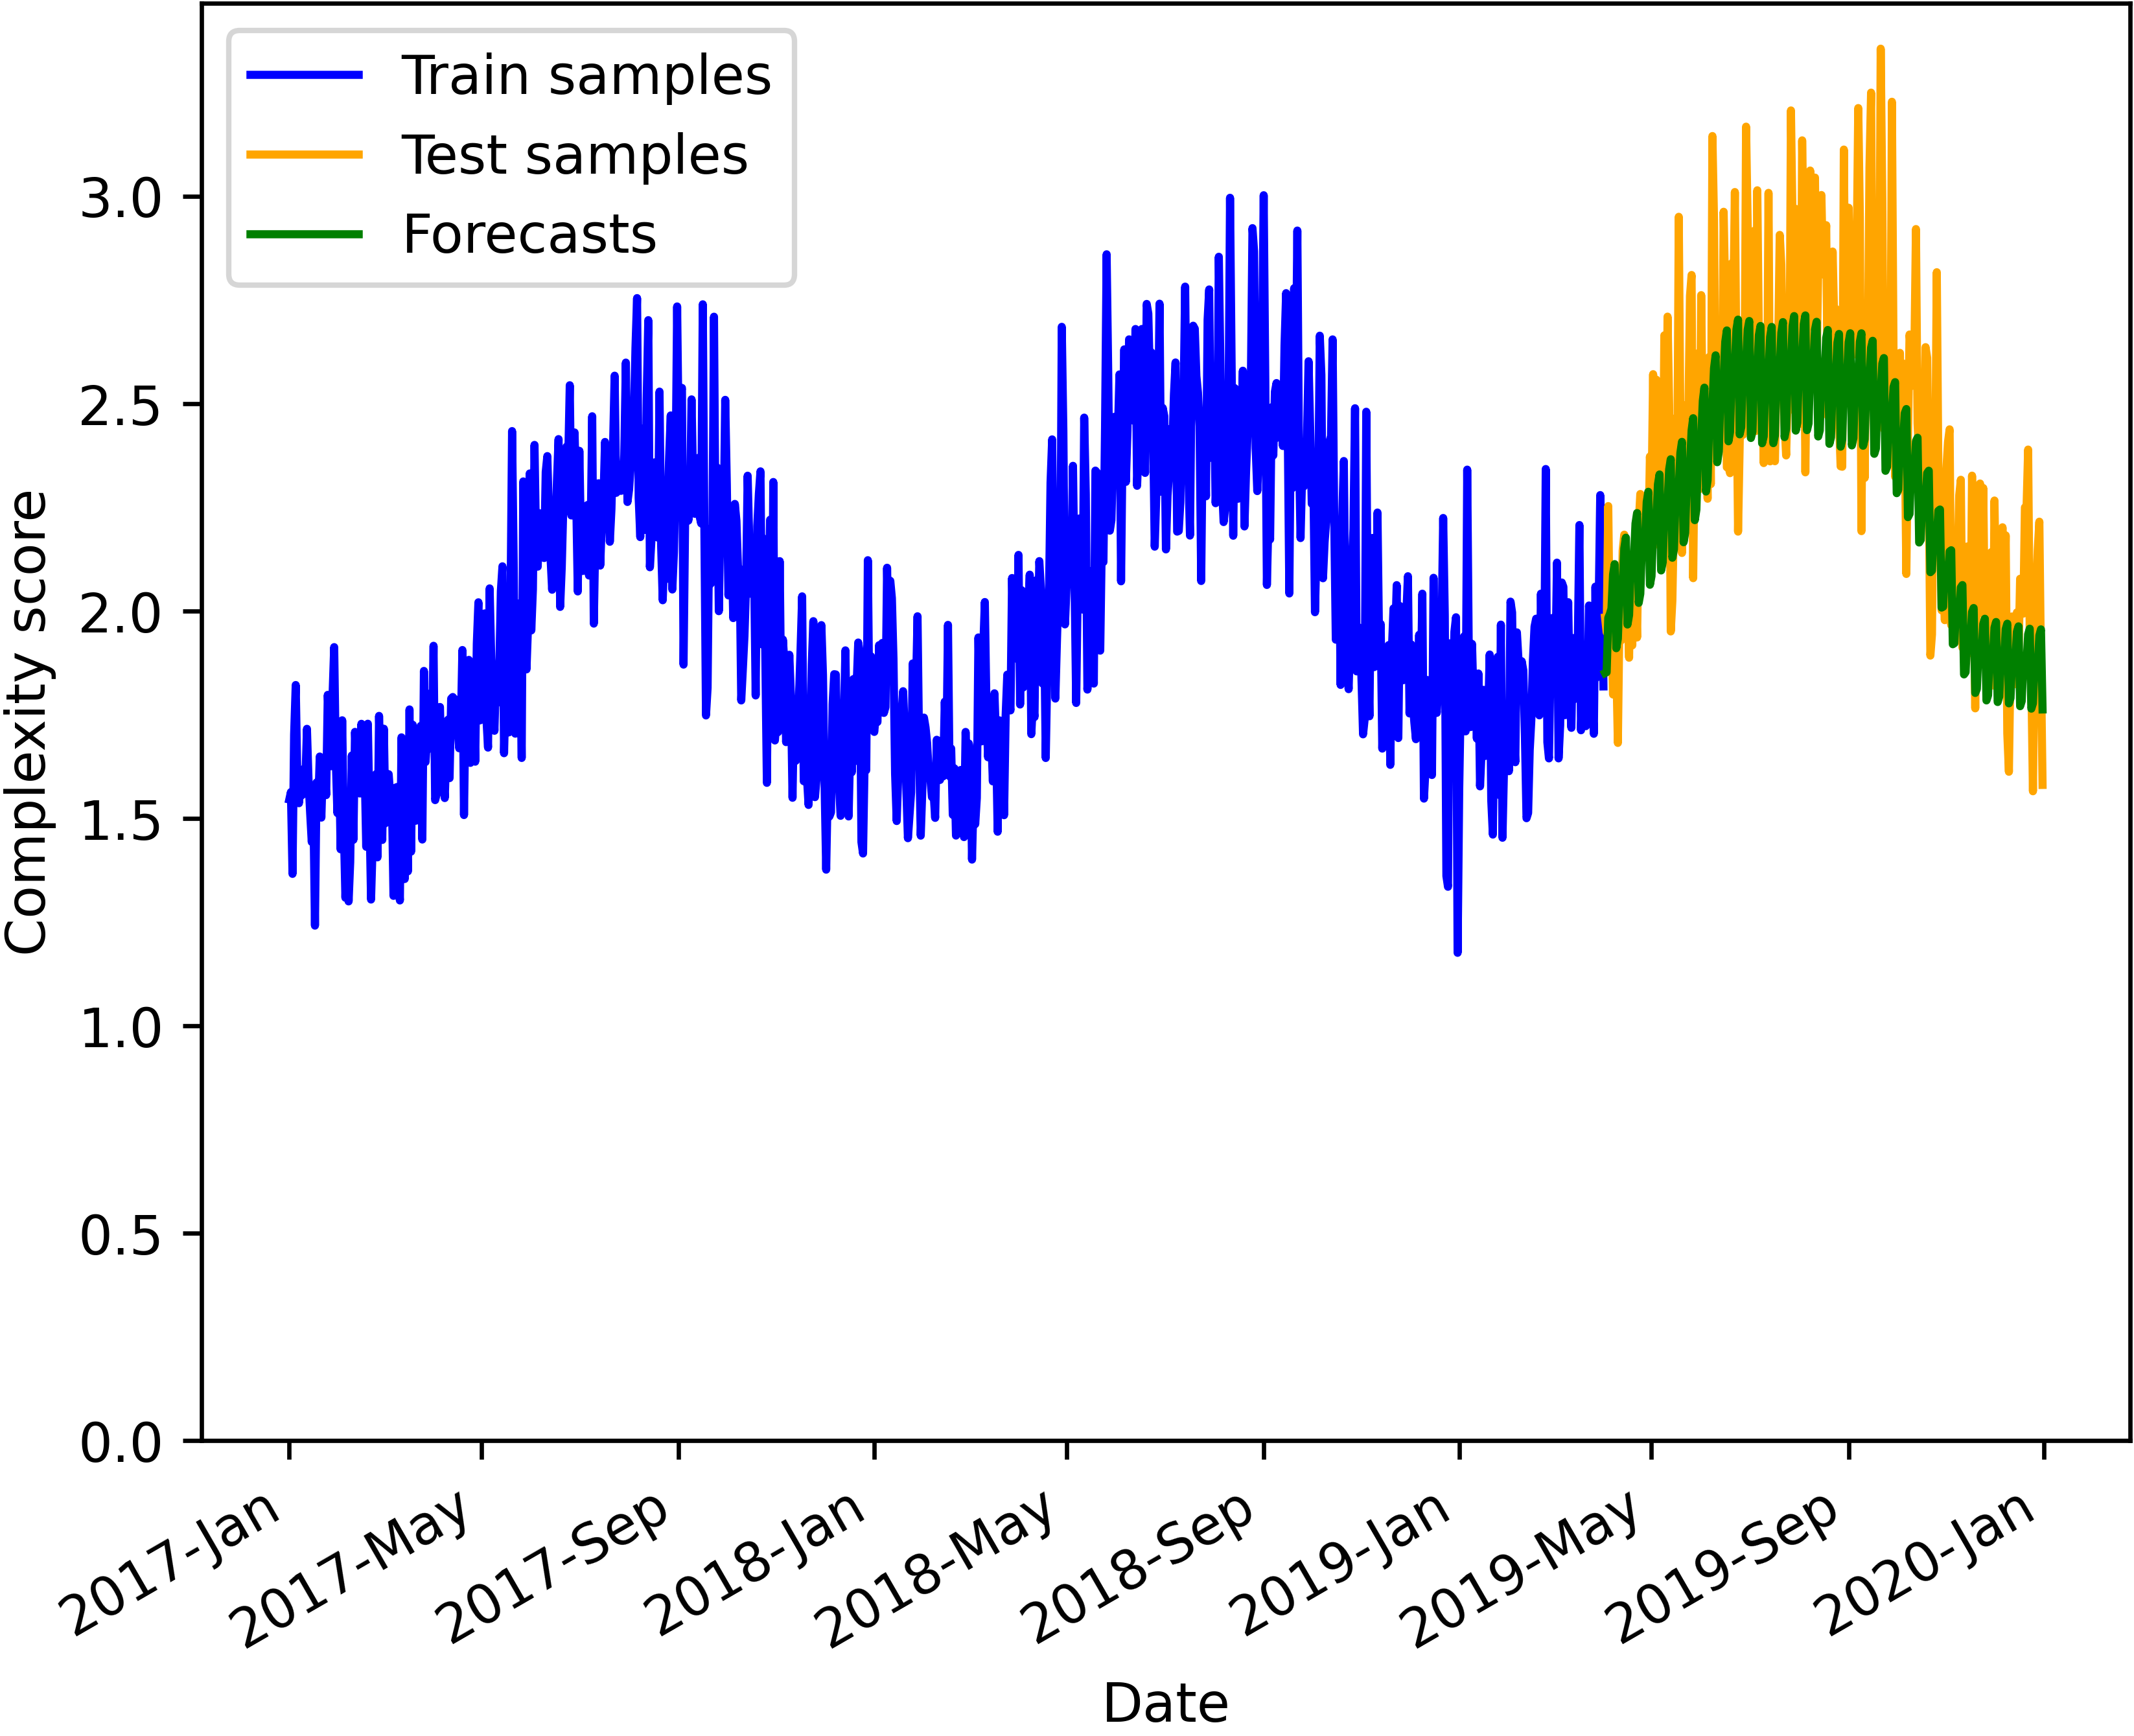 Train samples
Test samples
Forecasts
Complexity score
3.0
2.5
2.0
1.5
1.0
0.5
0.0
2017-Jan
2017-May
2017-Sep
2018-Jan
2018-May
2018-Sep
2019-Jan
2019-May
2019-Sep
2020-Jan
Date